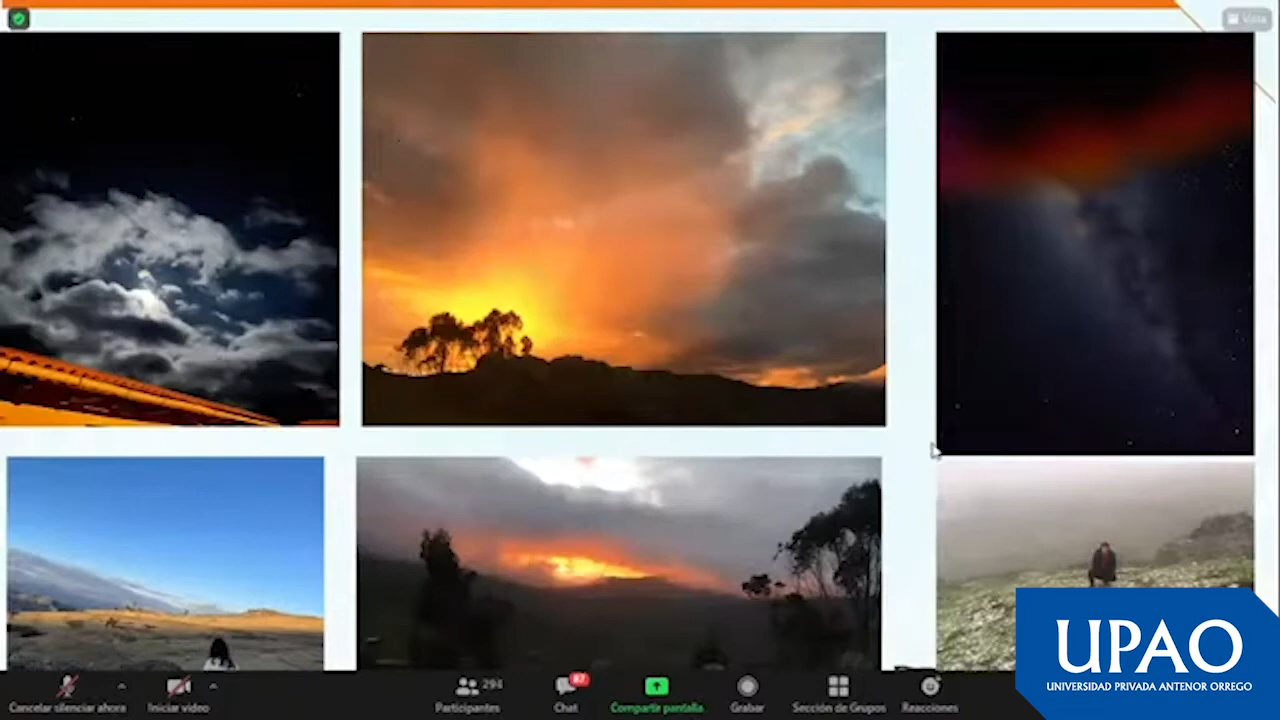 Vista
UPAO
UNIVERSIDAD PRIVADA ANTENOR ORREGO
294
87
Cancelar silenciar ahora
Iniciar video
Participantes
Chat
Compartir pantalla
Grabar
Sección de Grupos
Reacciones